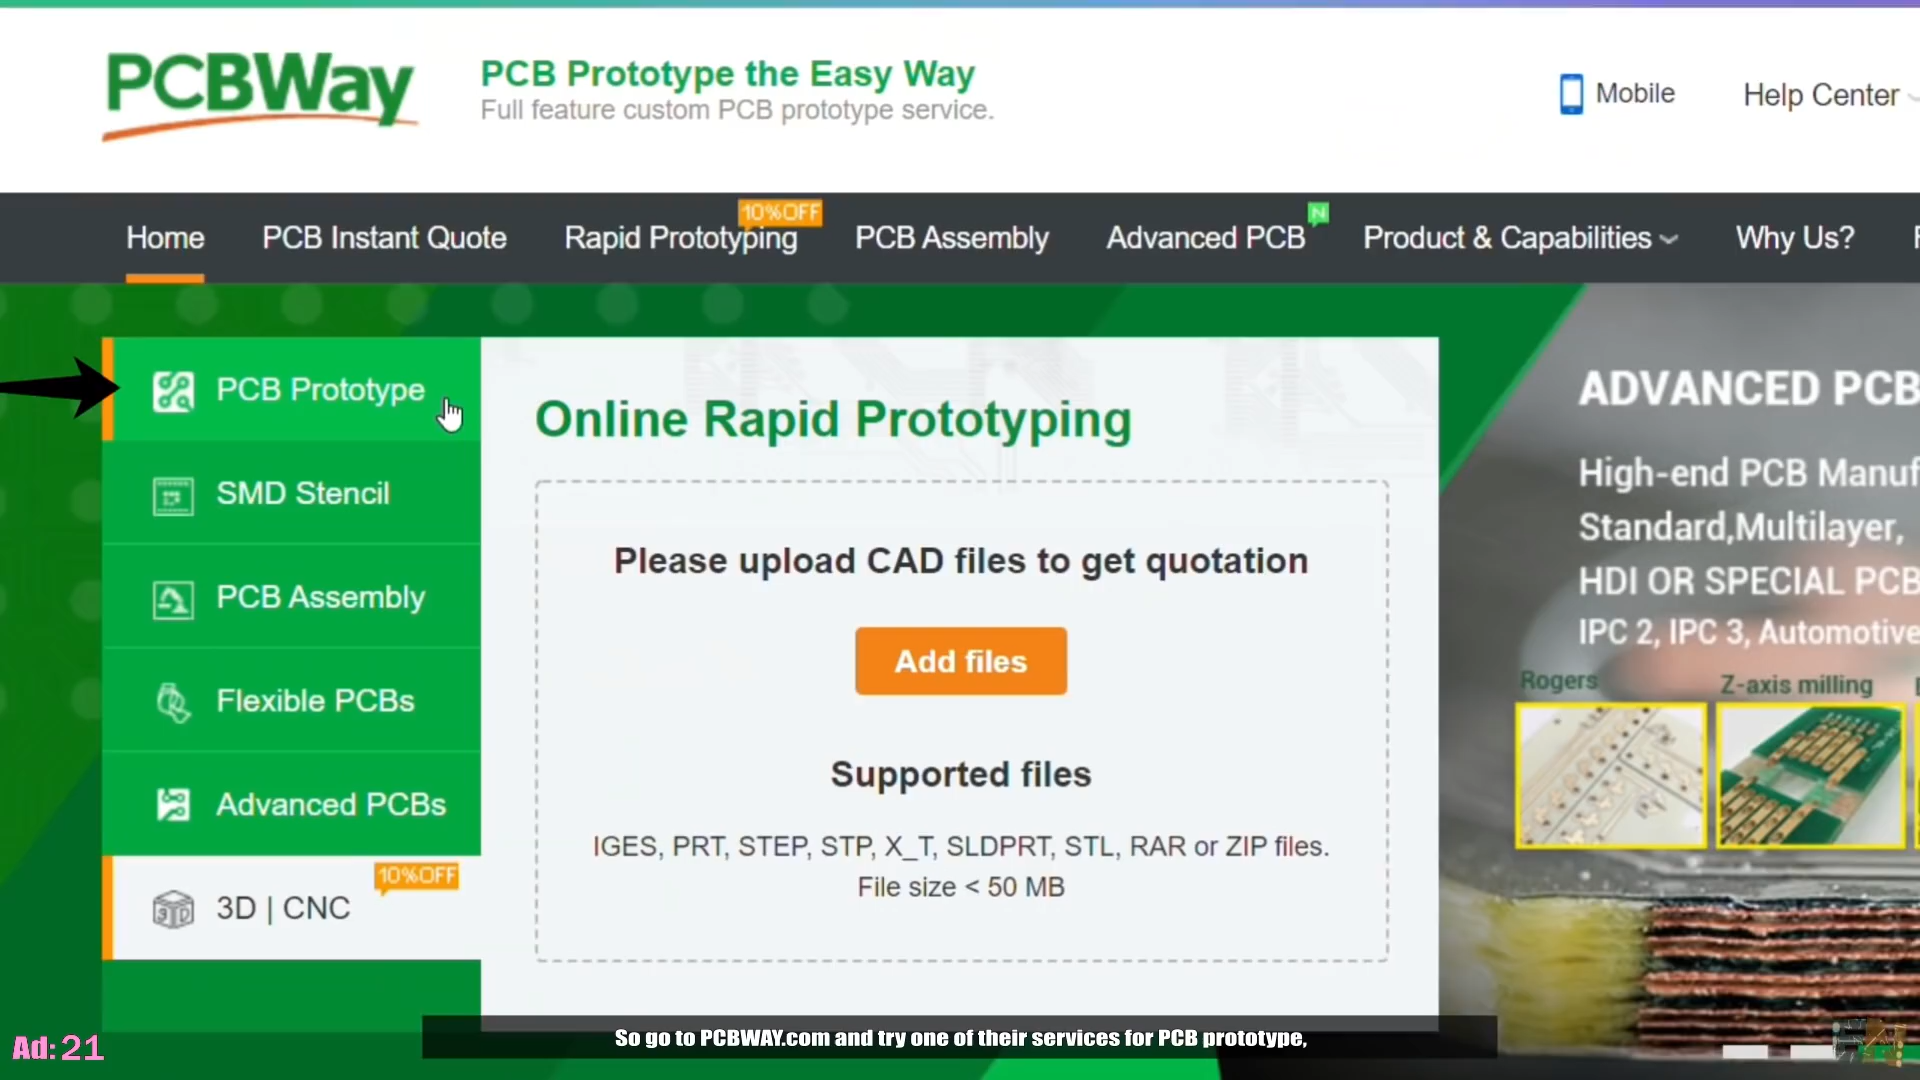 PCBWay
PCB Prototype the Easy Way
Full feature custom PCB prototype service.
Mobile
Help Center
Home
PCB Instant Quote
Rapid Prototyping
10%OFF
PCB Assembly
Advanced PCB
N
Product & Capabilities
Why Us?
PCB Prototype
SMD Stencil
PCB Assembly
Flexible PCBs
Advanced PCBs
3D | CNC
10%OFF
Online Rapid Prototyping
Please upload CAD files to get quotation
Add files
Supported files
IGES, PRT, STEP, STP, X_T, SLDPRT, STL, RAR or ZIP files.
File size < 50 MB
ADVANCED PCB
High-end PCB Manuf
Standard,Multilayer,
HDI OR SPECIAL PCB
IPC 2, IPC 3, Automotive
Rogers
Z-axis milling
So go to PCBWAY.com and try one of their services for PCB prototype,
Ad: 21